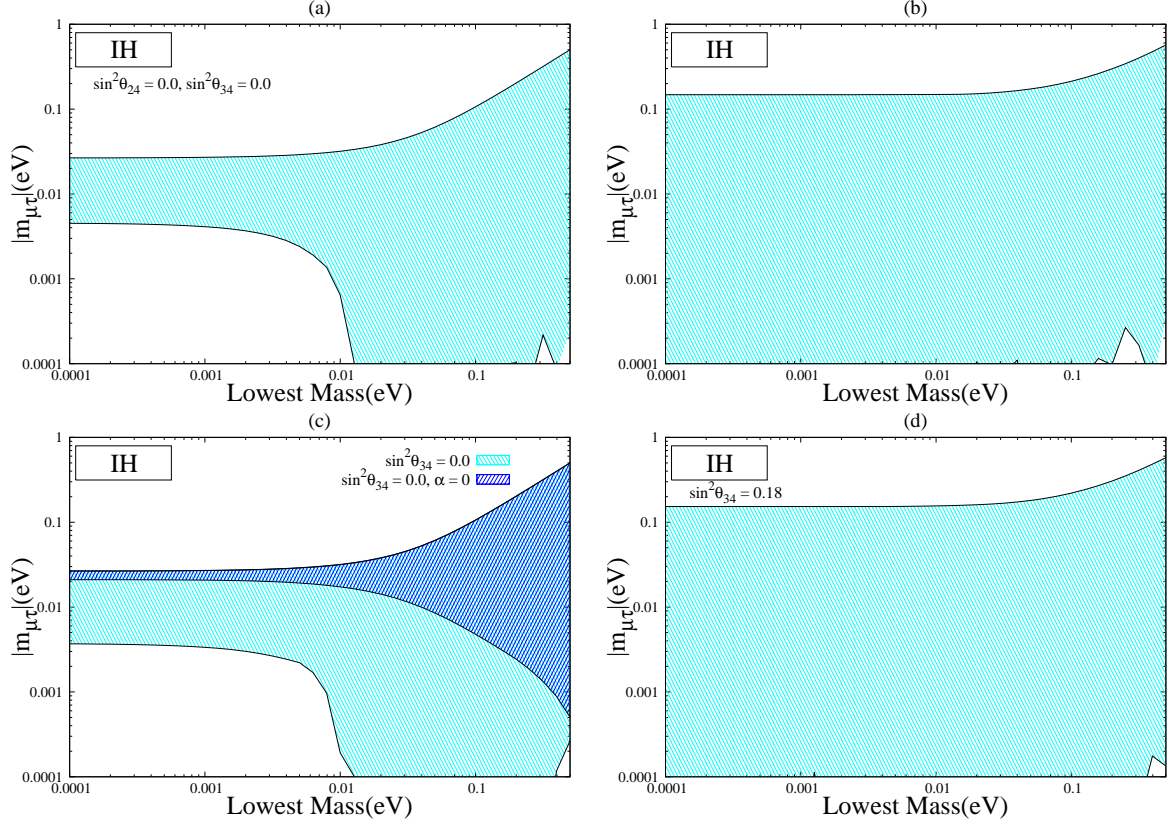 (a)
IH
sin²θ₂₄ = 0.0, sin²θ₃₄ = 0.0
|m_μτ|(eV)
1
0.1
0.01
0.001
0.0001
0.0001 0.001 0.01 0.1
Lowest Mass(eV)
(b)
IH
|m_μτ|(eV)
1
0.1
0.01
0.001
0.0001
0.0001 0.001 0.01 0.1
Lowest Mass(eV)
(c)
IH
sin²θ₃₄ = 0.0
sin²θ₃₄ = 0.0, α = 0
|m_μτ|(eV)
1
0.1
0.01
0.001
0.0001
0.0001 0.001 0.01 0.1
Lowest Mass(eV)
(d)
IH
sin²θ₃₄ = 0.18
|m_μτ|(eV)
1
0.1
0.01
0.001
0.0001
0.0001 0.001 0.01 0.1
Lowest Mass(eV)